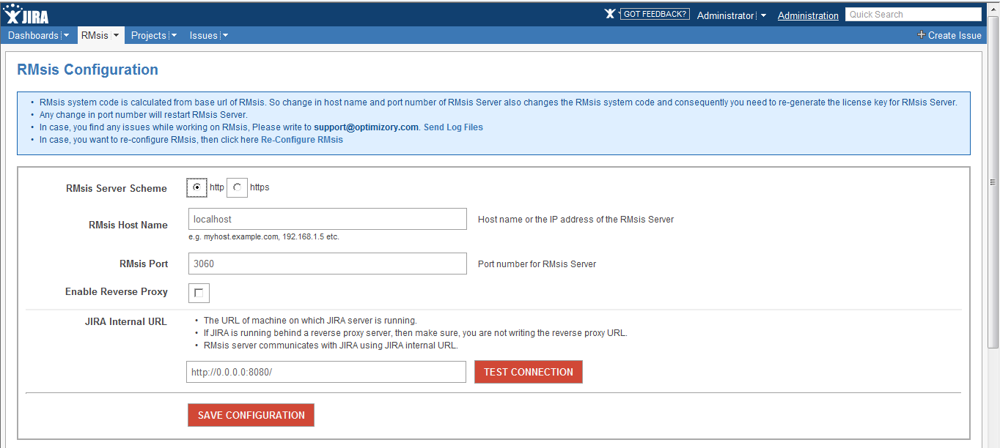 JIRA
GOT FEEDBACK? Administrator Administration Quick Search
Dashboards RMsis Projects Issues + Create Issue
RMsis Configuration
• RMsis system code is calculated from base url of RMsis. So change in host name and port number of RMsis Server also changes the RMsis system code and consequently you need to re-generate the license key for RMsis Server.
• Any change in port number will restart RMsis Server.
• In case, you find any issues while working on RMsis, Please write to support@optimizory.com. Send Log Files
• In case, you want to re-configure RMsis, then click here Re-Configure RMsis
RMsis Server Scheme http https
RMsis Host Name localhost Host name or the IP address of the RMsis Server
e.g. myhost.example.com, 192.168.1.5 etc.
RMsis Port 3060 Port number for RMsis Server
Enable Reverse Proxy
JIRA Internal URL • The URL of machine on which JIRA server is running.
• If JIRA is running behind a reverse proxy server, then make sure, you are not writing the reverse proxy URL.
• RMsis server communicates with JIRA using JIRA internal URL.
http://0.0.0.0:8080/ TEST CONNECTION
SAVE CONFIGURATION